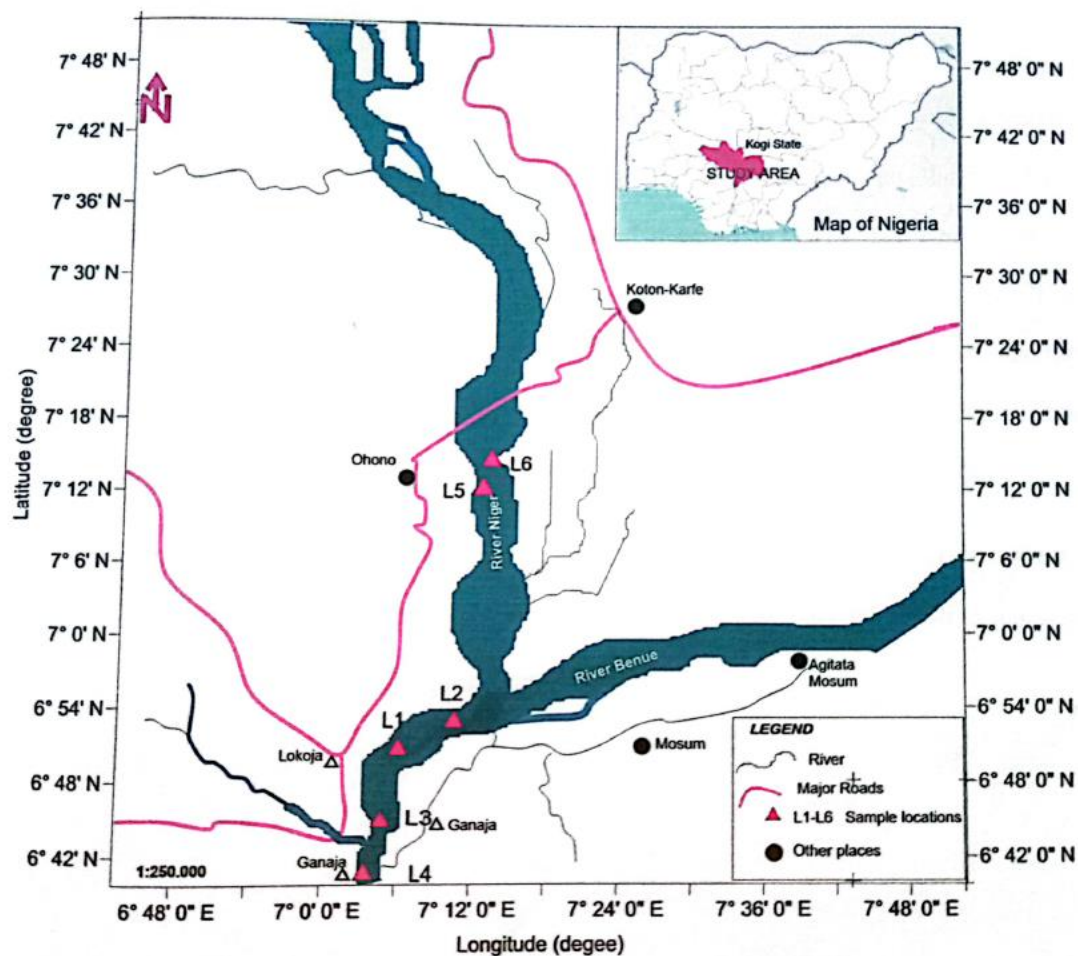 7° 48' N
7° 42' N
7° 36' N
7° 30' N
7° 24' N
7° 18' N
7° 12' N
7° 6' N
7° 0' N
6° 54' N
6° 48' N
6° 42' N
Latitude (degree)
N
Kogi State
STUDY AREA
Map of Nigeria
7° 48' 0" N
7° 42' 0" N
7° 36' 0" N
7° 30' 0" N
7° 24' 0" N
7° 18' 0" N
7° 12' 0" N
7° 6' 0" N
7° 0' 0" N
6° 54' 0" N
6° 48' 0" N
6° 42' 0" N
Koton-Karfe
Ohono
L6
L5
River Niger
River Benue
Agitata
Mosum
L2
L1
Mosum
Lokoja
L3
Ganaja
Ganaja
L4
1:250.000
LEGEND
River
Major Roads
L1-L6 Sample locations
Other places
6° 48' 0" E
7° 0' 0" E
7° 12' 0" E
7° 24' 0" E
7° 36' 0" E
7° 48' 0" E
Longitude (degee)